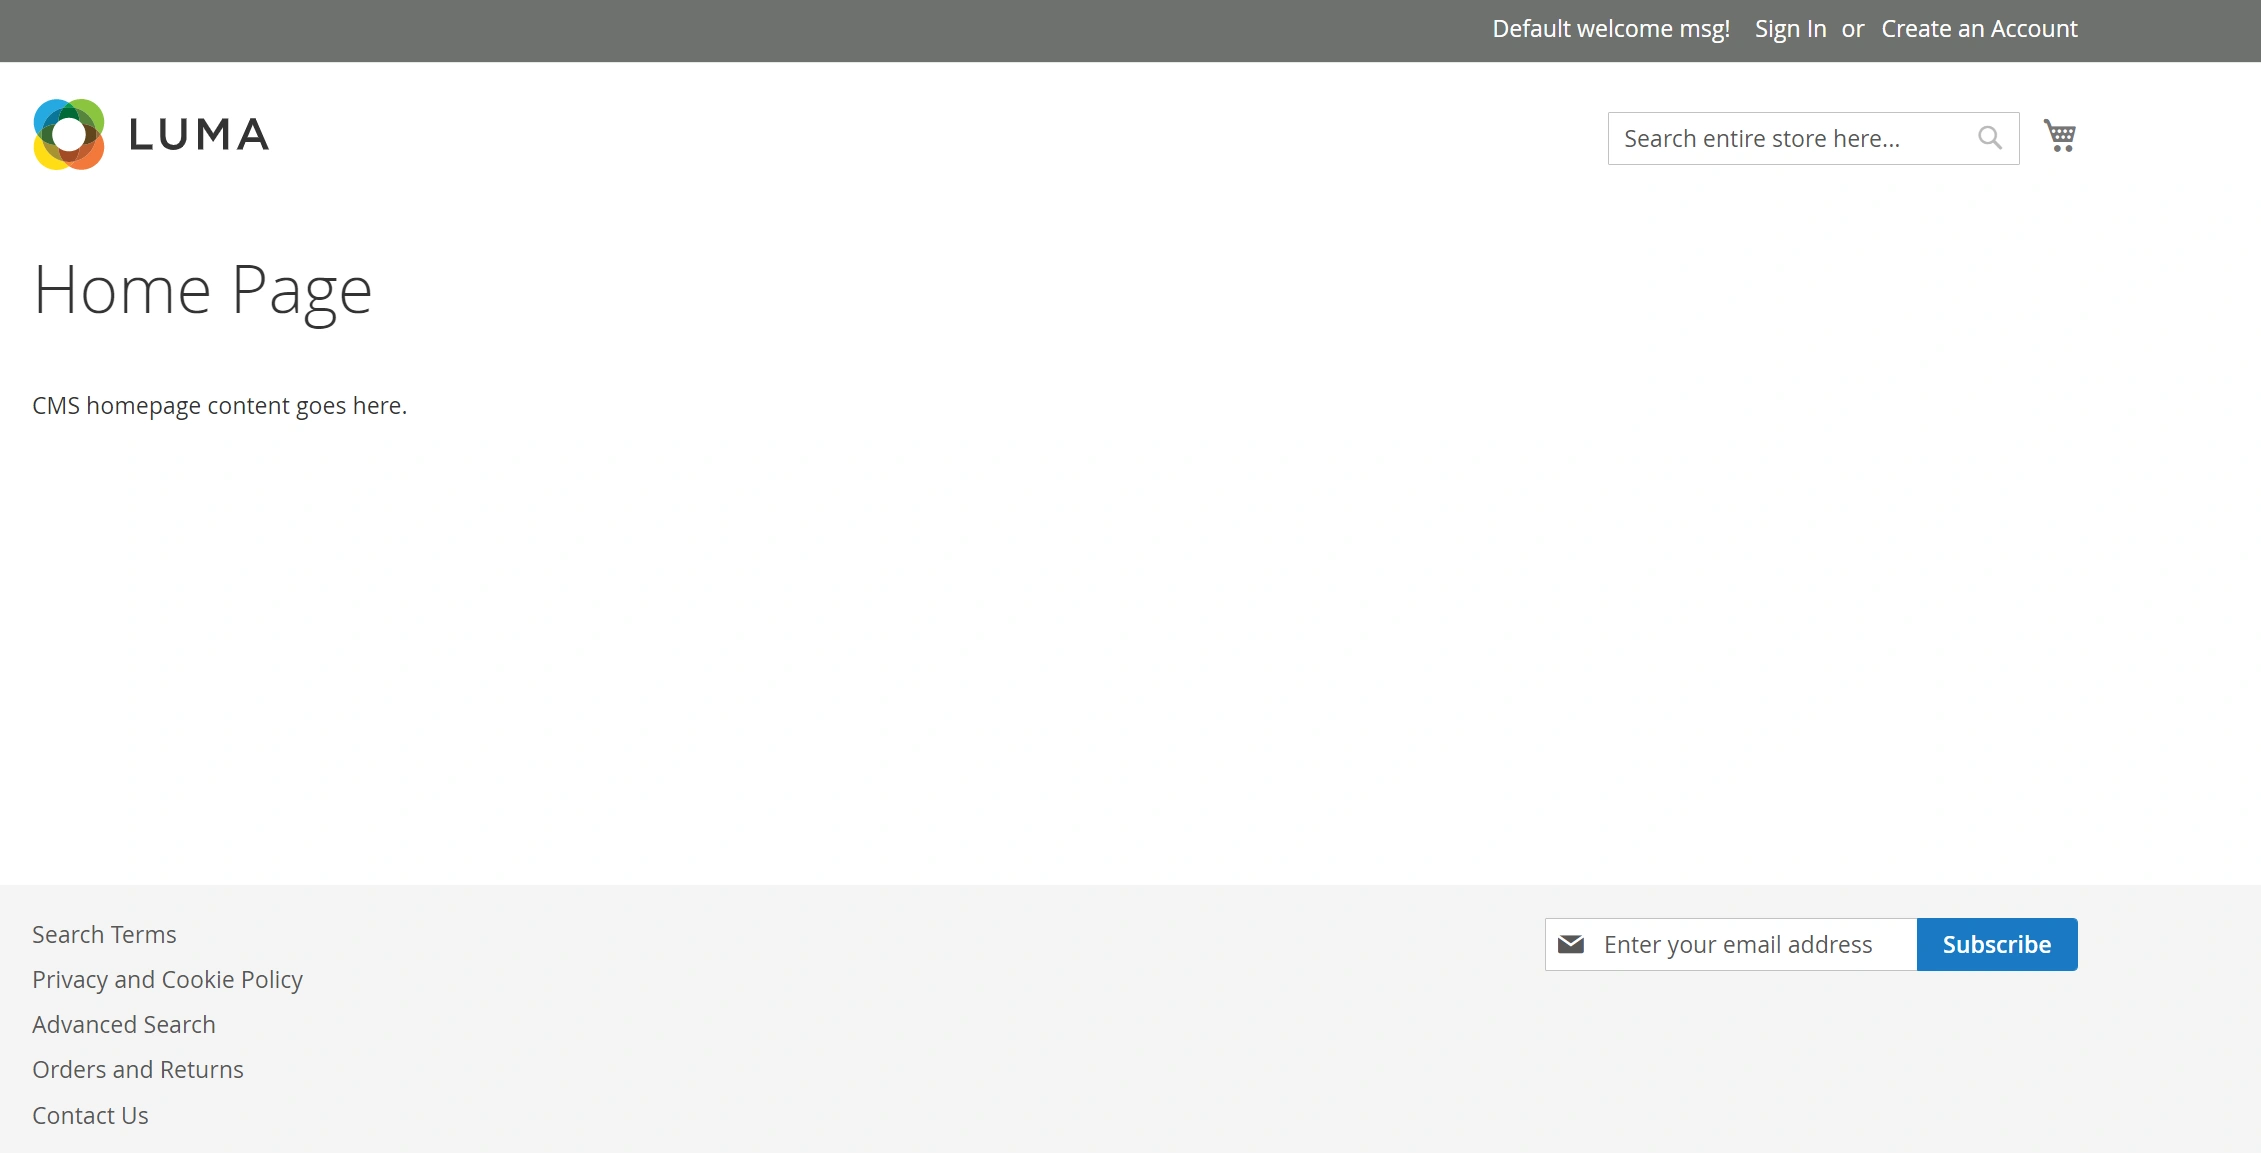 Default welcome msg! Sign In or Create an Account
LUMA
Search entire store here...
Home Page
CMS homepage content goes here.
Search Terms
Privacy and Cookie Policy
Advanced Search
Orders and Returns
Contact Us
Enter your email address
Subscribe